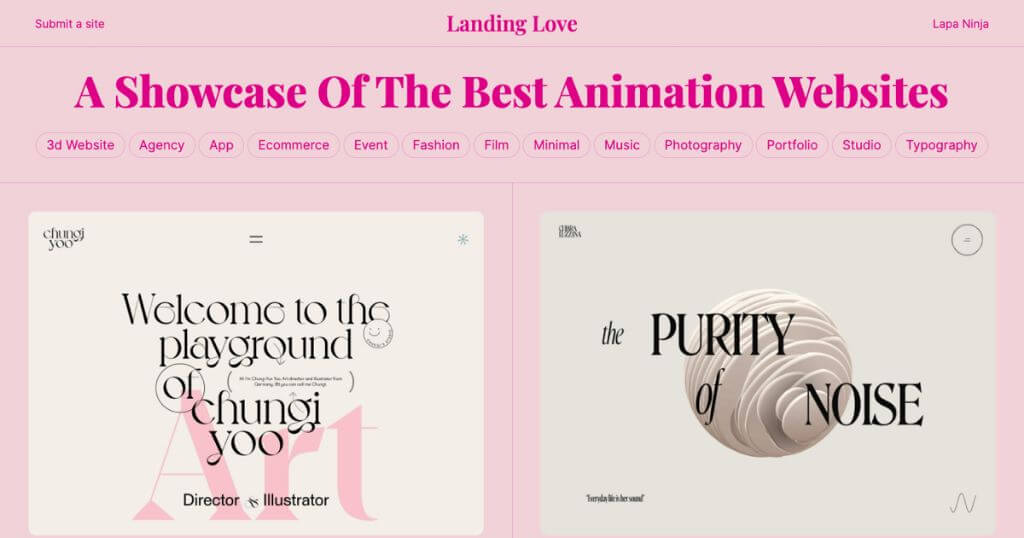 Submit a site
Landing Love
Lapa Ninja
A Showcase Of The Best Animation Websites
3d Website
Agency
App
Ecommerce
Event
Fashion
Film
Minimal
Music
Photography
Portfolio
Studio
Typography
chungi
yoo
Welcome to the
playground
of
chungi
yoo
Art
Director
Illustrator
the
PURITY
of
NOISE
"Everyday life is her sound"